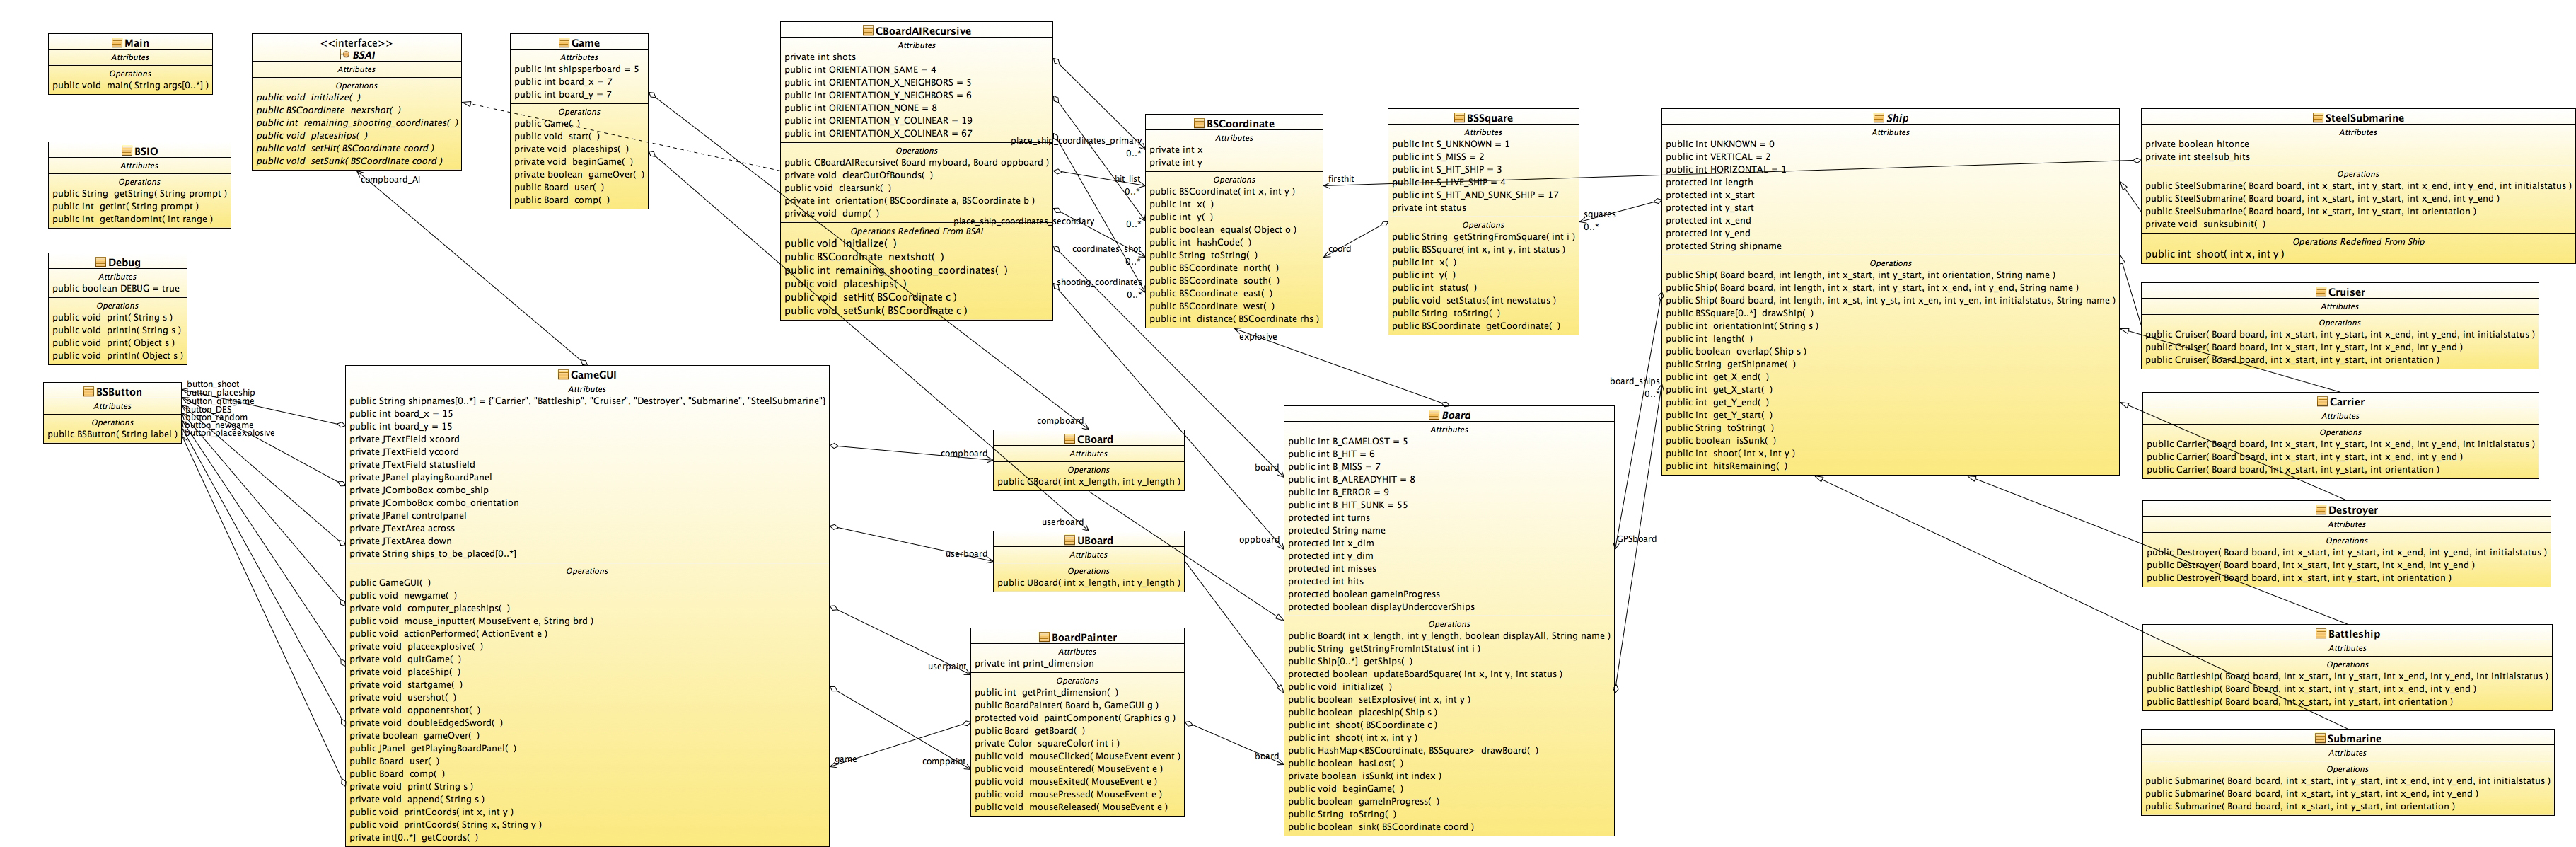 Main
Attributes
Operations
public void main( String args[0..*] )
BSIO
Attributes
Operations
public String getString( String prompt )
public int getInt( String prompt )
public int getRandomInt( int range )
Debug
Attributes
public boolean DEBUG = true
Operations
public void print( String s )
public void println( String s )
public void print( Object s )
public void println( Object s )
BSButton
Attributes
Operations
public BSButton( String label )
button_shoot
button_placeship
button_quitgame
button_DES
button_random
button_newgame
button_placeexplosive
<<interface>>
BSAI
Attributes
Operations
public void initialize( )
public BSCoordinate nextshot( )
public int remaining_shooting_coordinates( )
public void placeships( )
public void setHit( BSCoordinate coord )
public void setSunk( BSCoordinate coord )
compboard_AI
Game
Attributes
public int shipsperboard = 5
public int board_x = 7
public int board_y = 7
Operations
public Game( )
public void start( )
private void placeships( )
private void beginGame( )
private boolean gameOver( )
public Board user( )
public Board comp( )
GameGUI
Attributes
public String shipnames[0..*] = {"Carrier", "Battleship", "Cruiser", "Destroyer", "Submarine", "SteelSubmarine"}
public int board_x = 15
public int board_y = 15
private JTextField xcoord
private JTextField ycoord
private JTextField statusfield
private JPanel playingBoardPanel
private JComboBox combo_ship
private JComboBox combo_orientation
private JPanel controlpanel
private JTextArea across
private JTextArea down
private String ships_to_be_placed[0..*]
Operations
public GameGUI( )
public void newgame( )
private void computer_placeships( )
public void mouse_inputter( MouseEvent e, String brd )
public void actionPerformed( ActionEvent e )
private void placeexplosive( )
private void quitGame( )
private void placeShip( )
private void startgame( )
private void usershot( )
private void opponentshot( )
private void doubleEdgedSword( )
private boolean gameOver( )
public JPanel getPlayingBoardPanel( )
public Board user( )
public Board comp( )
private void print( String s )
private void append( String s )
public void printCoords( int x, int y )
public void printCoords( String x, String y )
private int[0..*] getCoords( )
CBoardAIRecursive
Attributes
private int shots
public int ORIENTATION_SAME = 4
public int ORIENTATION_X_NEIGHBORS = 5
public int ORIENTATION_Y_NEIGHBORS = 6
public int ORIENTATION_NONE = 8
public int ORIENTATION_Y_COLINEAR = 19
public int ORIENTATION_X_COLINEAR = 67
Operations
public CBoardAIRecursive( Board myboard, Board oppboard )
private void clearOutOfBounds( )
public void clearsunk( )
private int orientation( BSCoordinate a, BSCoordinate b )
private void dump( )
Operations Redefined From BSAI
public void initialize( )
public BSCoordinate nextshot( )
public int remaining_shooting_coordinates( )
public void placeships( )
public void setHit( BSCoordinate c )
public void setSunk( BSCoordinate c )
place_ship_coordinates_primary
0..*
hit_list
0..*
0..*
place_ship_coordinates_secondary
coordinates_shot
0..*
shooting_coordinates
0..*
BSCoordinate
Attributes
private int x
private int y
Operations
public BSCoordinate( int x, int y )
public int x( )
public int y( )
public boolean equals( Object o )
public int hashCode( )
public String toString( )
public BSCoordinate north( )
public BSCoordinate south( )
public BSCoordinate east( )
public BSCoordinate west( )
public int distance( BSCoordinate rhs )
firsthit
coord
explosive
compboard
compboard
CBoard
Attributes
Operations
public CBoard( int x_length, int y_length )
userboard
userboard
UBoard
Attributes
Operations
public UBoard( int x_length, int y_length )
userpaint
comppaint
game
BoardPainter
Attributes
private int print_dimension
Operations
public int getPrint_dimension( )
public BoardPainter( Board b, GameGUI g )
protected void paintComponent( Graphics g )
public Board getBoard( )
private Color squareColor( int i )
public void mouseClicked( MouseEvent event )
public void mouseEntered( MouseEvent e )
public void mouseExited( MouseEvent e )
public void mousePressed( MouseEvent e )
public void mouseReleased( MouseEvent e )
board
oppboard
board
BSSquare
Attributes
public int S_UNKNOWN = 1
public int S_MISS = 2
public int S_HIT_SHIP = 3
public int S_LIVE_SHIP = 4
public int S_HIT_AND_SUNK_SHIP = 17
private int status
Operations
public String getStringFromSquare( int i )
public BSSquare( int x, int y, int status )
public int x( )
public int y( )
public int status( )
public void setStatus( int newstatus )
public String toString( )
public BSCoordinate getCoordinate( )
squares
0..*
Board
Attributes
public int B_GAMELOST = 5
public int B_HIT = 6
public int B_MISS = 7
public int B_ALREADYHIT = 8
public int B_ERROR = 9
public int B_HIT_SUNK = 55
protected int turns
protected String name
protected int x_dim
protected int y_dim
protected int misses
protected int hits
protected boolean gameInProgress
protected boolean displayUndercoverShips
Operations
public Board( int x_length, int y_length, boolean displayAll, String name )
public String getStringFromIntStatus( int i )
public Ship[0..*] getShips( )
protected boolean updateBoardSquare( int x, int y, int status )
public void initialize( )
public boolean setExplosive( int x, int y )
public boolean placeship( Ship s )
public int shoot( BSCoordinate c )
public int shoot( int x, int y )
public HashMap<BSCoordinate, BSSquare> drawBoard( )
public boolean hasLost( )
private boolean isSunk( int index )
public void beginGame( )
public boolean gameInProgress( )
public String toString( )
public boolean sink( BSCoordinate coord )
board_ships
0..*
GPSboard
Ship
Attributes
public int UNKNOWN = 0
public int VERTICAL = 2
public int HORIZONTAL = 1
protected int length
protected int x_start
protected int y_start
protected int x_end
protected int y_end
protected String shipname
Operations
public Ship( Board board, int length, int x_start, int y_start, int orientation, String name )
public Ship( Board board, int length, int x_start, int y_start, int x_end, int y_end, String name )
public Ship( Board board, int length, int x_st, int y_st, int x_en, int y_en, int initialstatus, String name )
public BSSquare[0..*] drawShip( )
public int orientationInt( String s )
public int length( )
public boolean overlap( Ship s )
public String getShipname( )
public int get_X_end( )
public int get_X_start( )
public int get_Y_end( )
public int get_Y_start( )
public String toString( )
public boolean isSunk( )
public int shoot( int x, int y )
public int hitsRemaining( )
SteelSubmarine
Attributes
private boolean hitonce
private int steelsub_hits
Operations
public SteelSubmarine( Board board, int x_start, int y_start, int x_end, int y_end, int initialstatus )
public SteelSubmarine( Board board, int x_start, int y_start, int x_end, int y_end )
public SteelSubmarine( Board board, int x_start, int y_start, int orientation )
private void sunksubinit( )
Operations Redefined From Ship
public int shoot( int x, int y )
Cruiser
Attributes
Operations
public Cruiser( Board board, int x_start, int y_start, int x_end, int y_end, int initialstatus )
public Cruiser( Board board, int x_start, int y_start, int x_end, int y_end )
public Cruiser( Board board, int x_start, int y_start, int orientation )
Carrier
Attributes
Operations
public Carrier( Board board, int x_start, int y_start, int x_end, int y_end, int initialstatus )
public Carrier( Board board, int x_start, int y_start, int x_end, int y_end )
public Carrier( Board board, int x_start, int y_start, int orientation )
Destroyer
Attributes
Operations
public Destroyer( Board board, int x_start, int y_start, int x_end, int y_end, int initialstatus )
public Destroyer( Board board, int x_start, int y_start, int x_end, int y_end )
public Destroyer( Board board, int x_start, int y_start, int orientation )
Battleship
Attributes
Operations
public Battleship( Board board, int x_start, int y_start, int x_end, int y_end, int initialstatus )
public Battleship( Board board, int x_start, int y_start, int x_end, int y_end )
public Battleship( Board board, int x_start, int y_start, int orientation )
Submarine
Attributes
Operations
public Submarine( Board board, int x_start, int y_start, int x_end, int y_end, int initialstatus )
public Submarine( Board board, int x_start, int y_start, int x_end, int y_end )
public Submarine( Board board, int x_start, int y_start, int orientation )